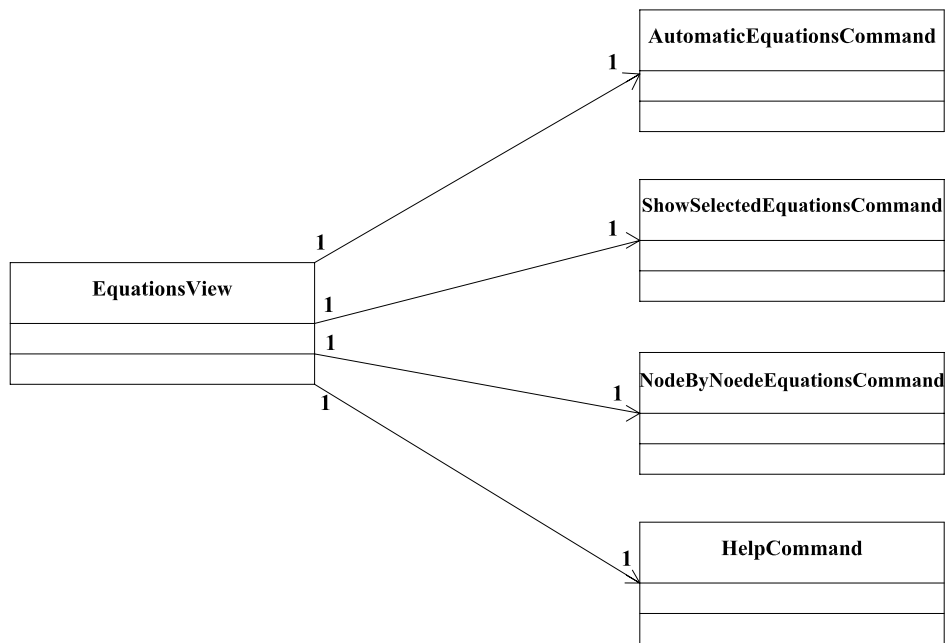 AutomaticEquationsCommand
1
ShowSelectedEquationsCommand
1
1
EquationsView
1
1
NodeByNoedeEquationsCommand
1
1
HelpCommand
1